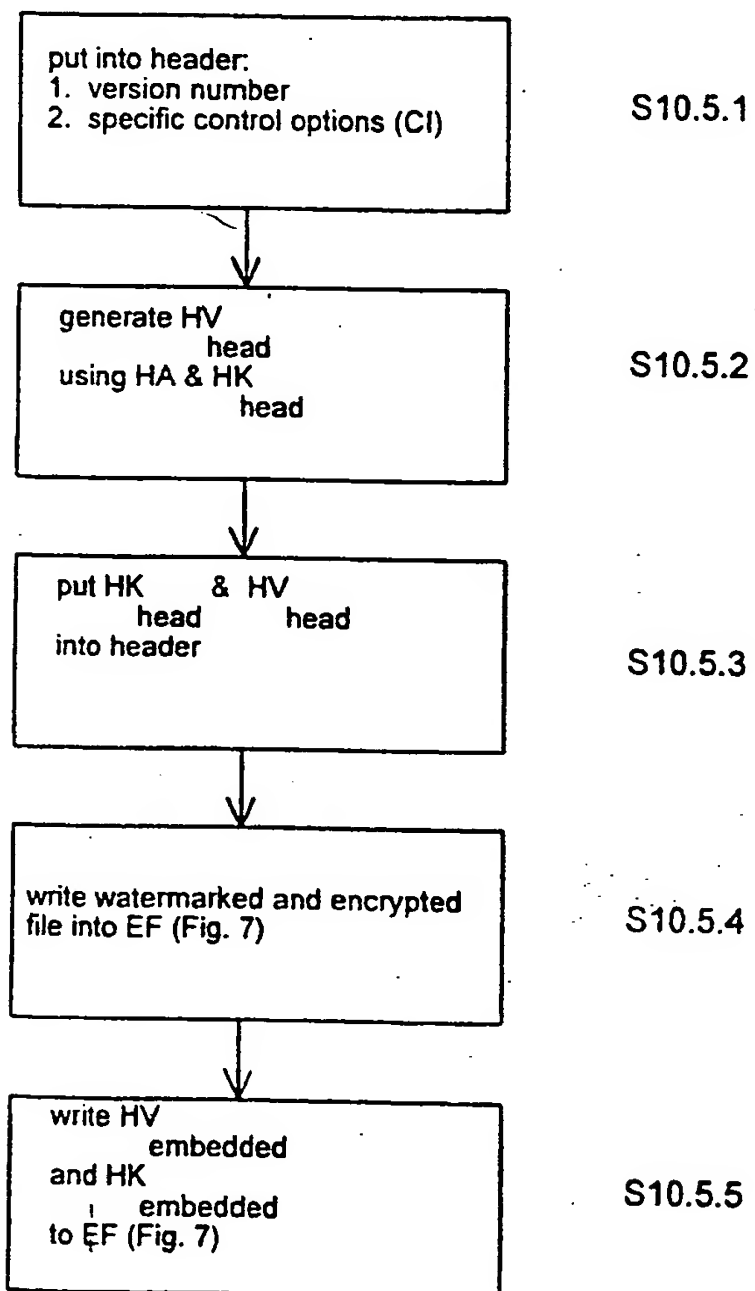 put into header:
1. version number
2. specific control options (CI)
S10.5.1
generate HV
head
using HA & HK
head
S10.5.2
put HK & HV
head head
into header
S10.5.3
write watermarked and encrypted
file into EF (Fig. 7)
S10.5.4
write HV
embedded
and HK
embedded
to EF (Fig. 7)
S10.5.5